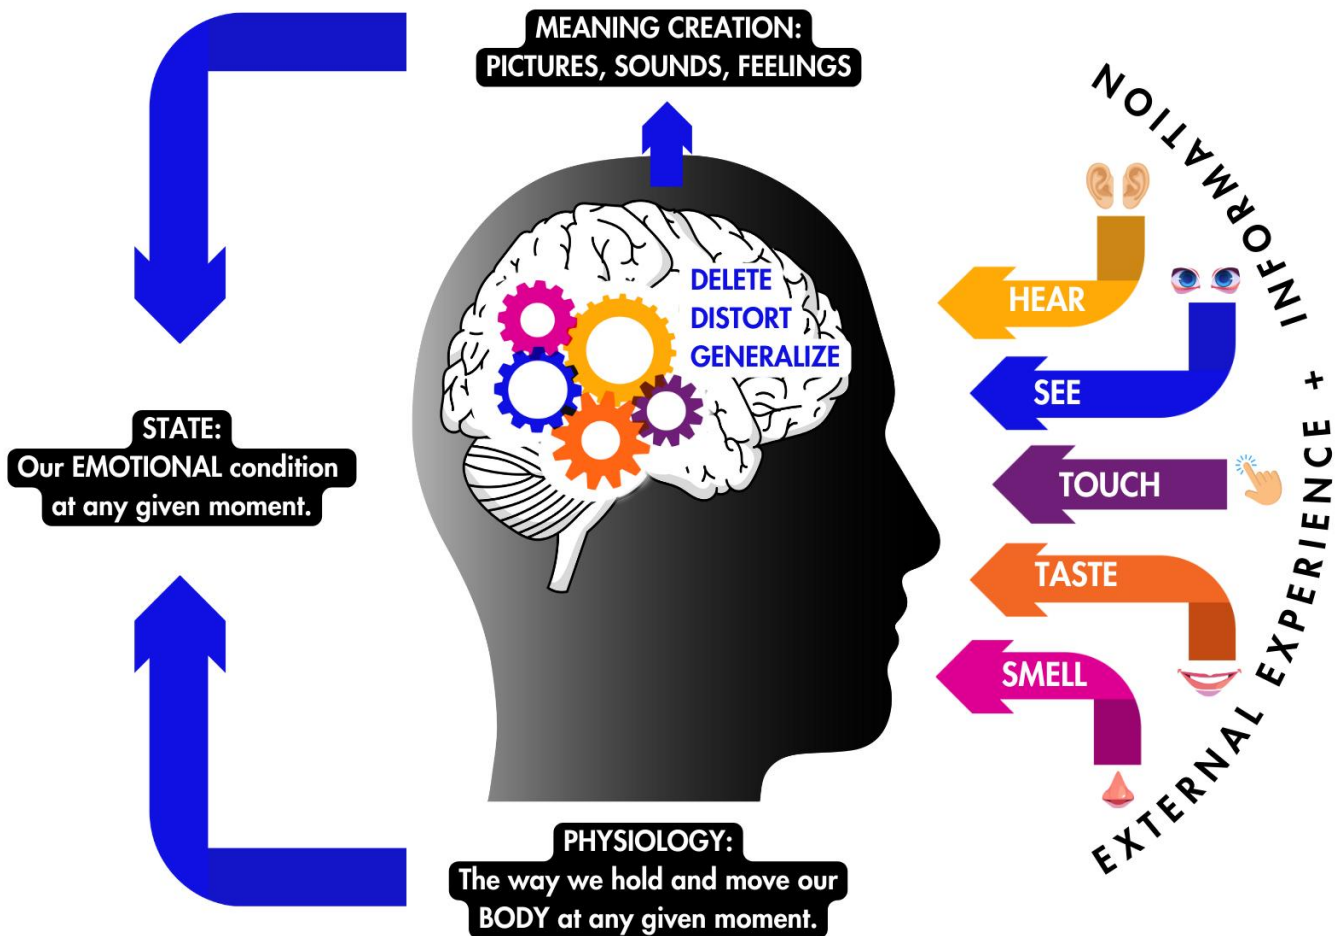 MEANING CREATION:
PICTURES, SOUNDS, FEELINGS
DELETE
DISTORT
GENERALIZE
HEAR
SEE
TOUCH
TASTE
SMELL
EXTERNAL EXPERIENCE + INFORMATION
STATE:
Our EMOTIONAL condition
at any given moment.
PHYSIOLOGY:
The way we hold and move our
BODY at any given moment.